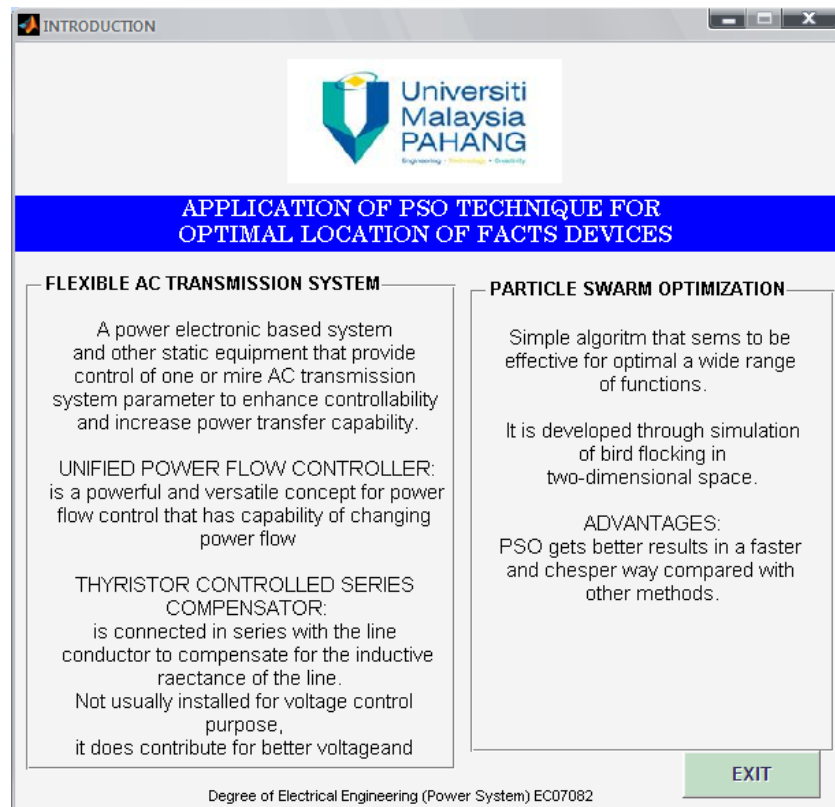 INTRODUCTION
Universiti
Malaysia
PAHANG
Engineering • Technology • Creativity
APPLICATION OF PSO TECHNIQUE FOR
OPTIMAL LOCATION OF FACTS DEVICES
FLEXIBLE AC TRANSMISSION SYSTEM
A power electronic based system
and other static equipment that provide
control of one or mire AC transmission
system parameter to enhance controllability
and increase power transfer capability.
UNIFIED POWER FLOW CONTROLLER:
is a powerful and versatile concept for power
flow control that has capability of changing
power flow
THYRISTOR CONTROLLED SERIES
COMPENSATOR:
is connected in series with the line
conductor to compensate for the inductive
raectance of the line.
Not usually installed for voltage control
purpose,
it does contribute for better voltageand
PARTICLE SWARM OPTIMIZATION
Simple algoritm that sems to be
effective for optimal a wide range
of functions.
It is developed through simulation
of bird flocking in
two-dimensional space.
ADVANTAGES:
PSO gets better results in a faster
and chesper way compared with
other methods.
EXIT
Degree of Electrical Engineering (Power System) EC07082